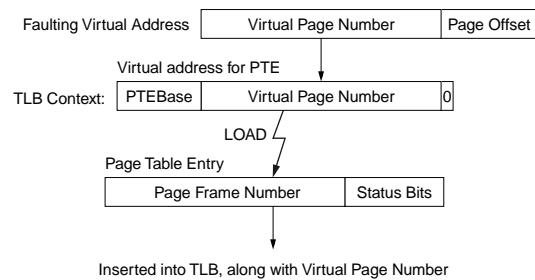 Faulting Virtual Address Virtual Page Number Page Offset
Virtual address for PTE
TLB Context: PTEBase Virtual Page Number 0
LOAD
Page Table Entry
Page Frame Number Status Bits
Inserted into TLB, along with Virtual Page Number